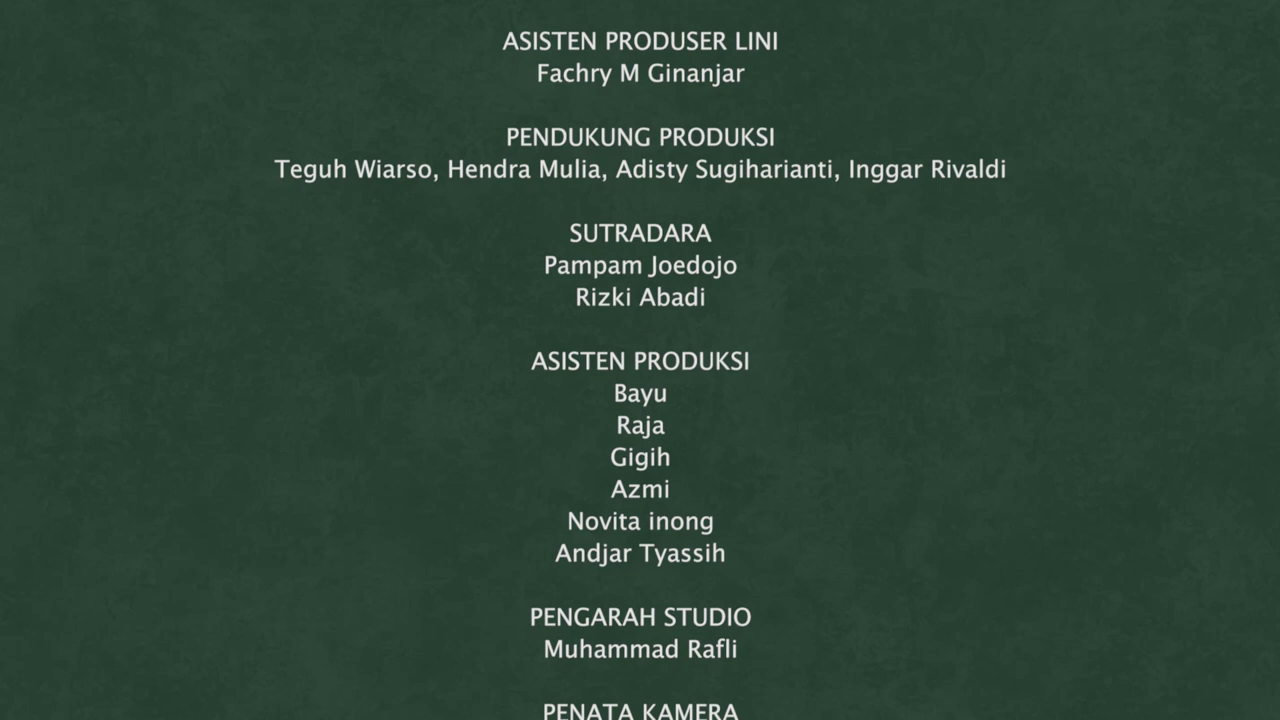 ASISTEN PRODUSER LINI
Fachry M Ginanjar
PENDUKUNG PRODUKSI
Teguh Wiarso, Hendra Mulia, Adisty Sugiharianti, Inggar Rivaldi
SUTRADARA
Pampam Joedojo
Rizki Abadi
ASISTEN PRODUKSI
Bayu
Raja
Gigih
Azmi
Novita inong
Andjar Tyassih
PENGARAH STUDIO
Muhammad Rafli
PENATA KAMERA